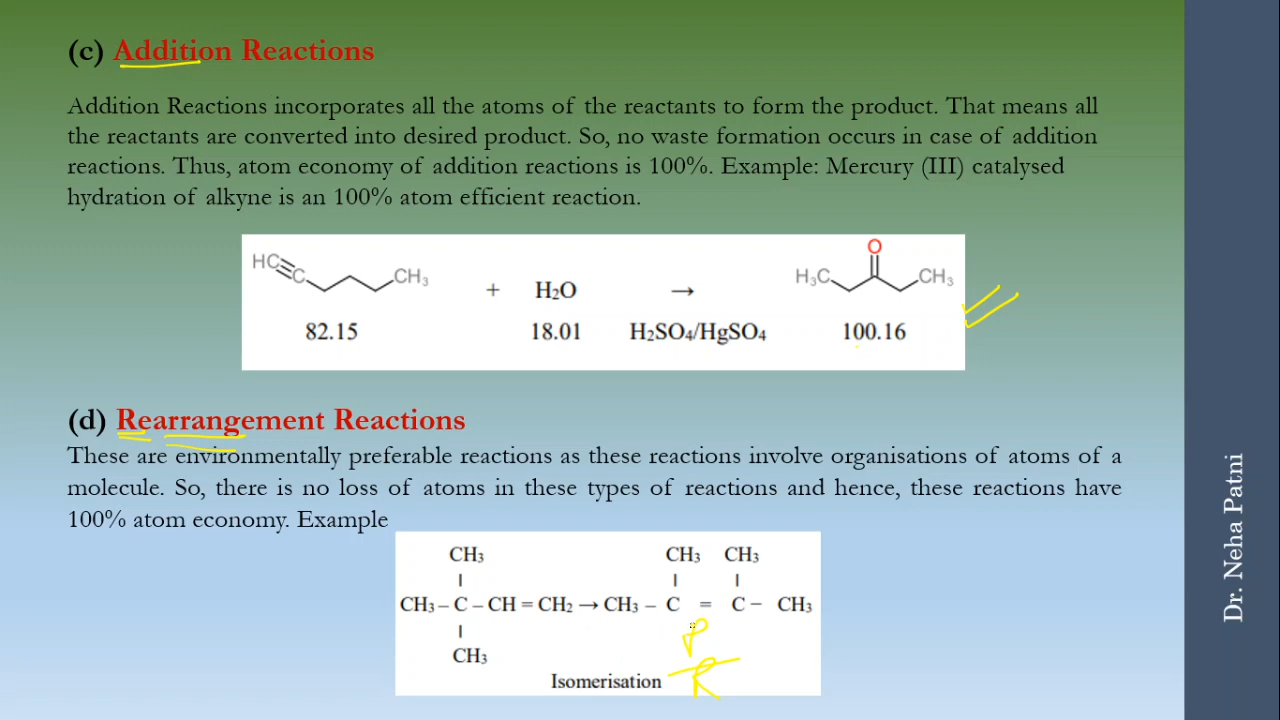 (c) Addition Reactions
Addition Reactions incorporates all the atoms of the reactants to form the product. That means all
the reactants are converted into desired product. So, no waste formation occurs in case of addition
reactions. Thus, atom economy of addition reactions is 100%. Example: Mercury (III) catalysed
hydration of alkyne is an 100% atom efficient reaction.
HC C CH₃ + H₂O → H₃C O CH₃
82.15 18.01 H₂SO₄/HgSO₄ 100.16
(d) Rearrangement Reactions
These are environmentally preferable reactions as these reactions involve organisations of atoms of a
molecule. So, there is no loss of atoms in these types of reactions and hence, these reactions have
100% atom economy. Example
CH₃ CH₃ CH₃
CH₃ – C – CH = CH₂ → CH₃ – C = C – CH₃
CH₃
P
R
Isomerisation
Dr. Neha Patni